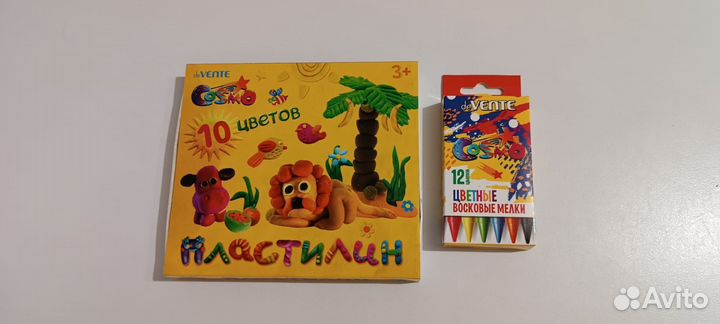 deVENTE
3+
Cosmo
10 цветов
Пластилин
deVENTE
Cosmo
12
ЦВЕТНЫЕ
ВОСКОВЫЕ МЕЛКИ
Avito